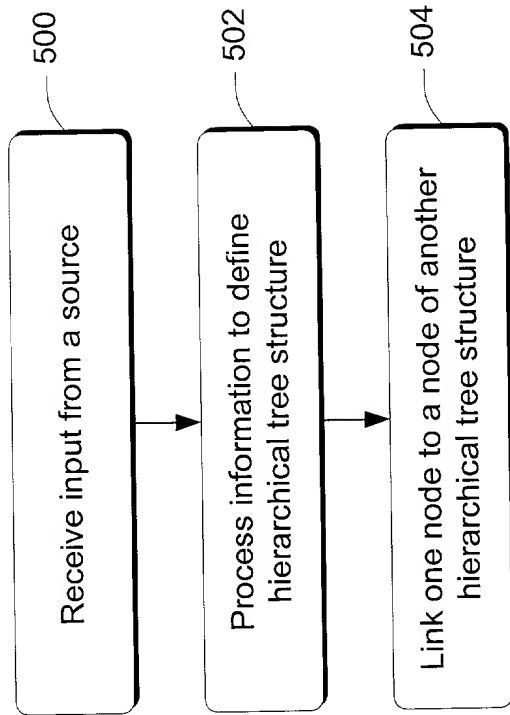 500
Receive input from a source
502
Process information to define
hierarchical tree structure
504
Link one node to a node of another
hierarchical tree structure